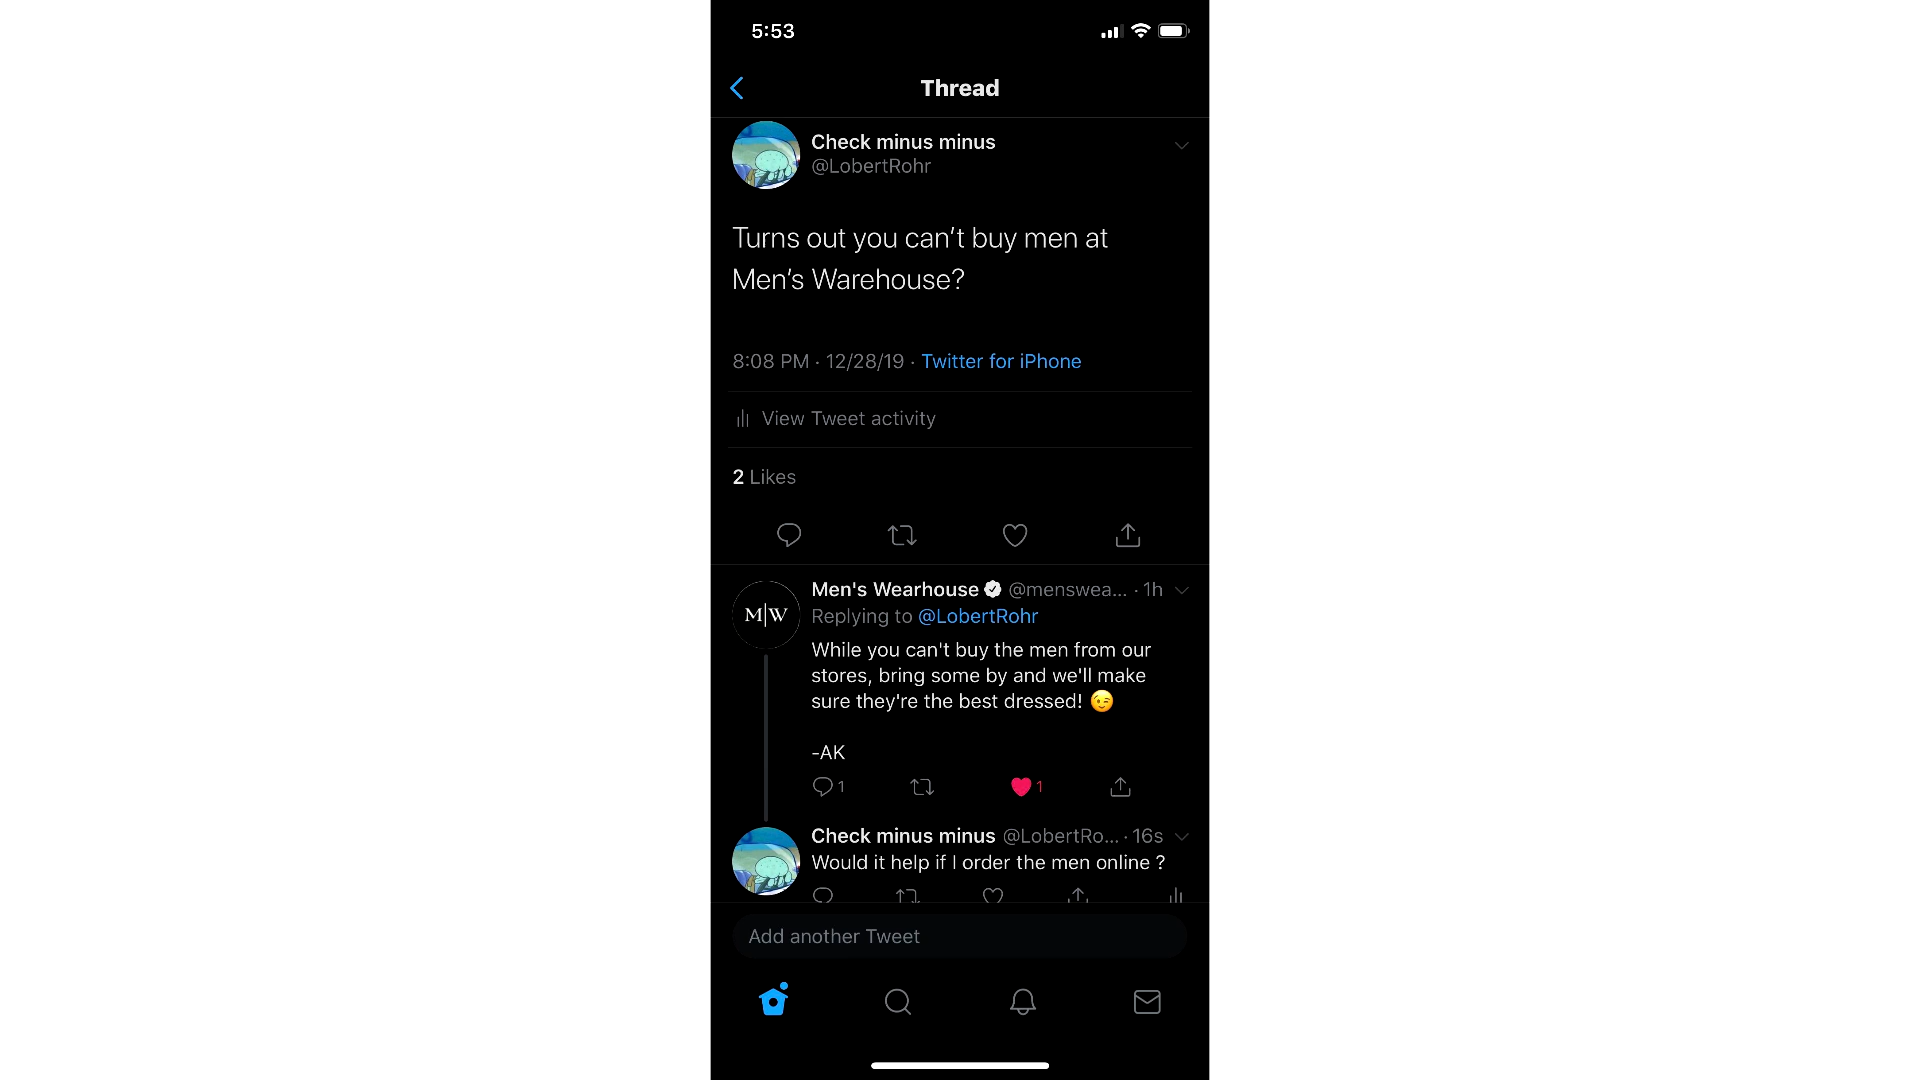 5:53
Thread
Check minus minus
@LobertRohr
Turns out you can’t buy men at
Men’s Warehouse?
8:08 PM · 12/28/19 · Twitter for iPhone
View Tweet activity
2 Likes
Men's Wearhouse @menswea... · 1h
M|W
Replying to @LobertRohr
While you can't buy the men from our
stores, bring some by and we'll make
sure they're the best dressed! 😉
-AK
1 1
Check minus minus @LobertRo... · 16s
Would it help if I order the men online ?
Add another Tweet